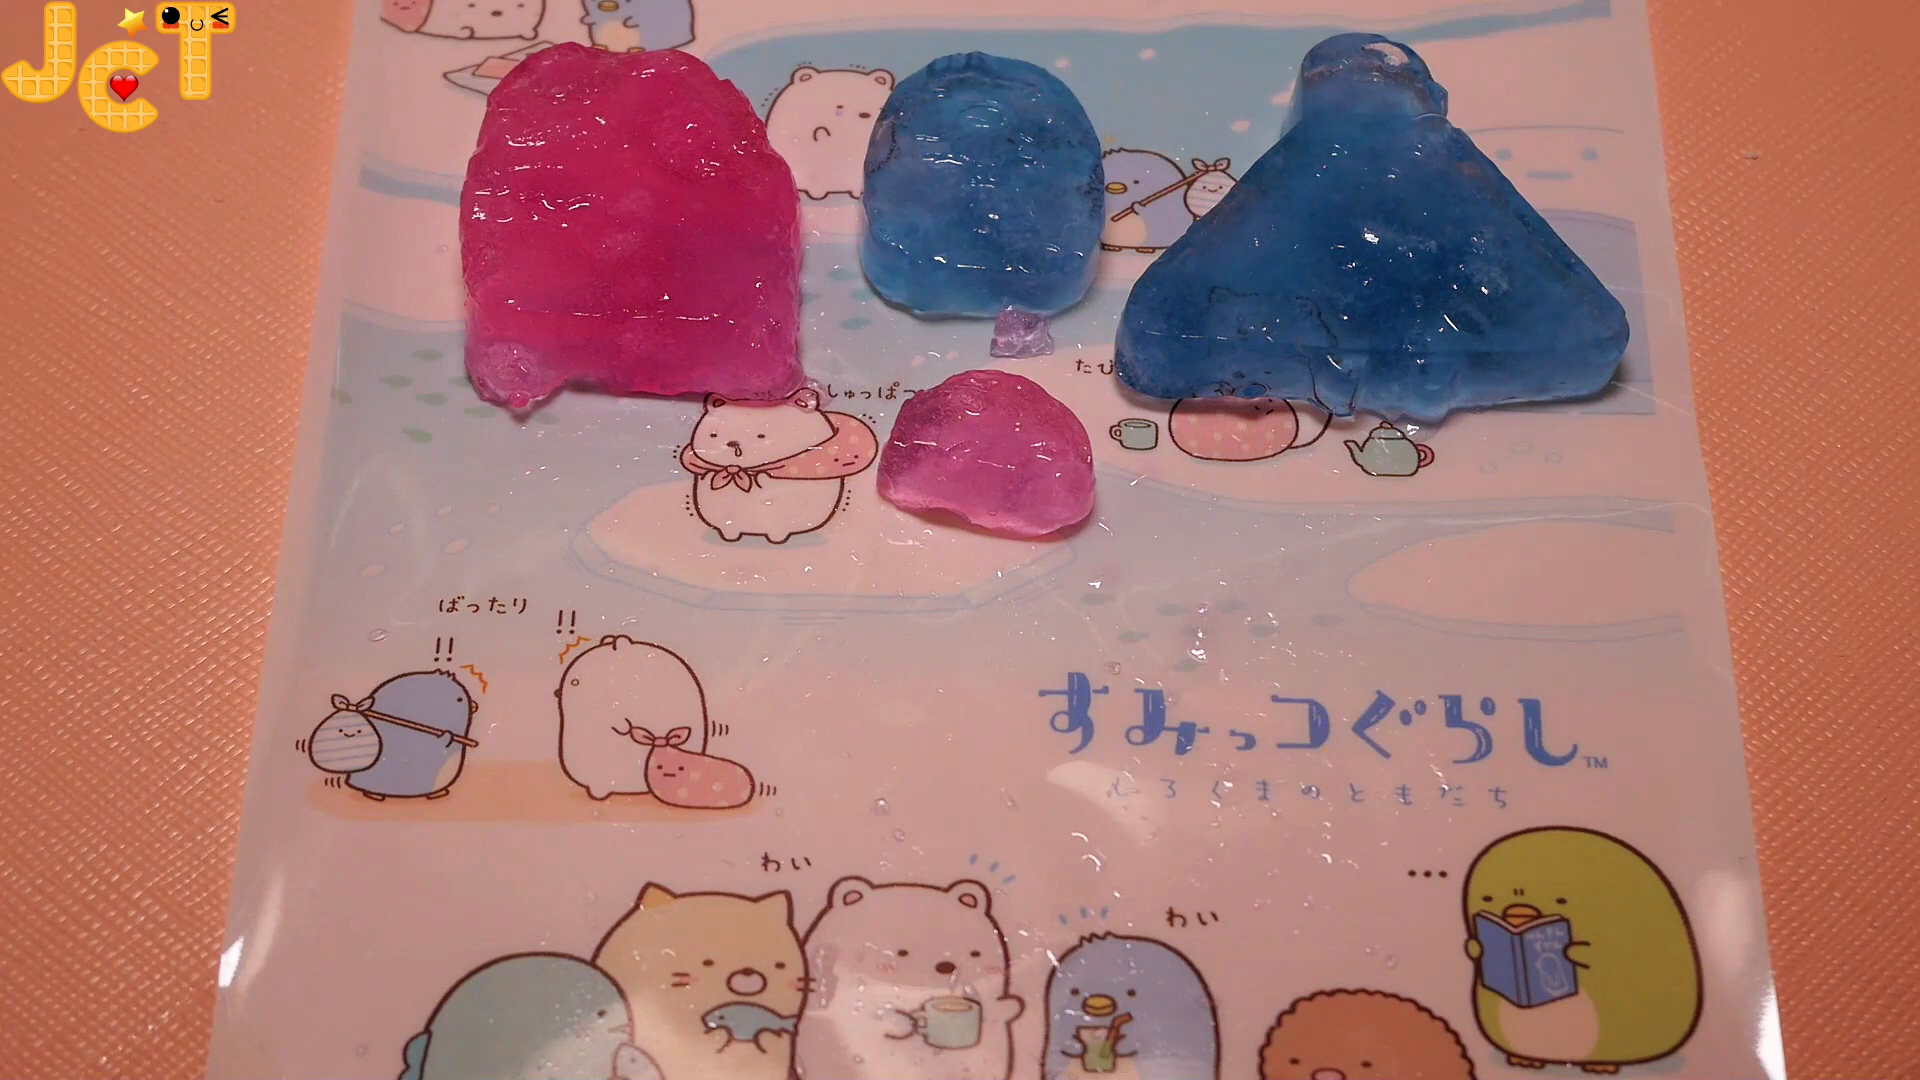 JCT
しゅっぱつ
たび
ばったり
!!
!!
すみっコぐらし™
しろくまのともだち
わい
わい
...